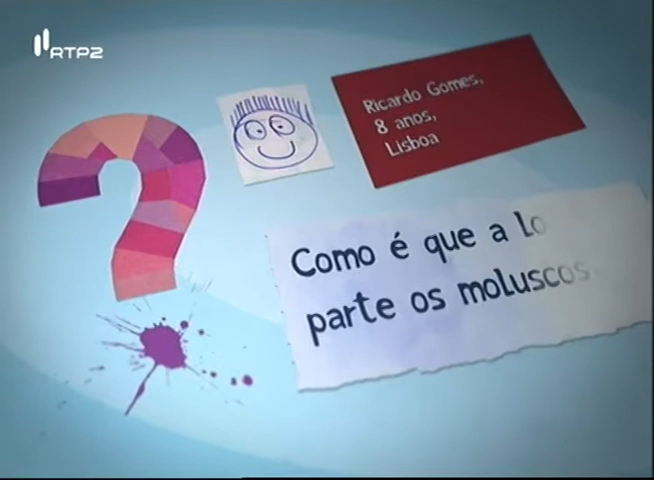 RTP2
Ricardo Gomes,
8 anos,
Lisboa
Como é que a lo
parte os moluscos